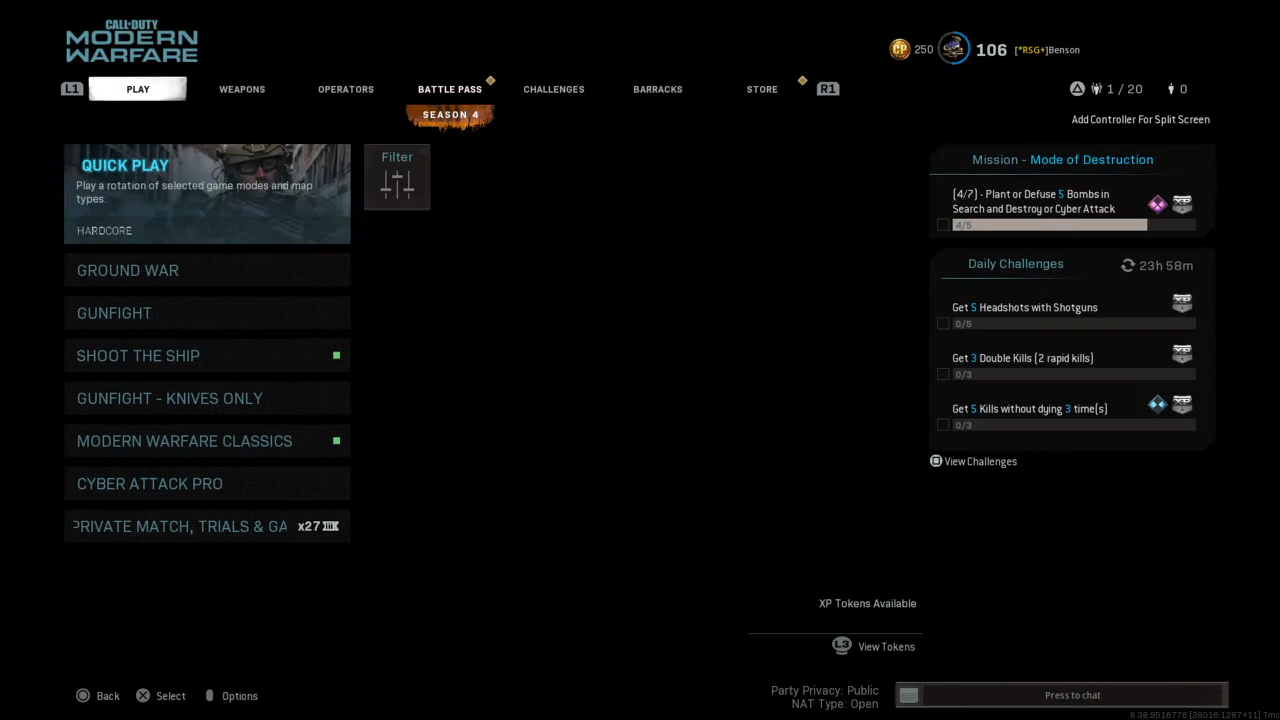 CALL OF DUTY
MODERN
WARFARE
CP 250 106 [*RSG+]Benson
L1 PLAY WEAPONS OPERATORS BATTLE PASS CHALLENGES BARRACKS STORE R1 1 / 20 0
SEASON 4
Add Controller For Split Screen
QUICK PLAY
Play a rotation of selected game modes and map
types.
HARDCORE
Filter
GROUND WAR
GUNFIGHT
SHOOT THE SHIP
GUNFIGHT - KNIVES ONLY
MODERN WARFARE CLASSICS
CYBER ATTACK PRO
PRIVATE MATCH, TRIALS & GA x27
Mission - Mode of Destruction
(4/7) - Plant or Defuse 5 Bombs in
Search and Destroy or Cyber Attack
XP
4/5
Daily Challenges 23h 58m
Get 5 Headshots with Shotguns XP
0/5
Get 3 Double Kills (2 rapid kills) XP
0/3
Get 5 Kills without dying 3 time(s) XP
0/3
View Challenges
XP Tokens Available
L3 View Tokens
Back Select Options
Party Privacy: Public
NAT Type: Open
Press to chat